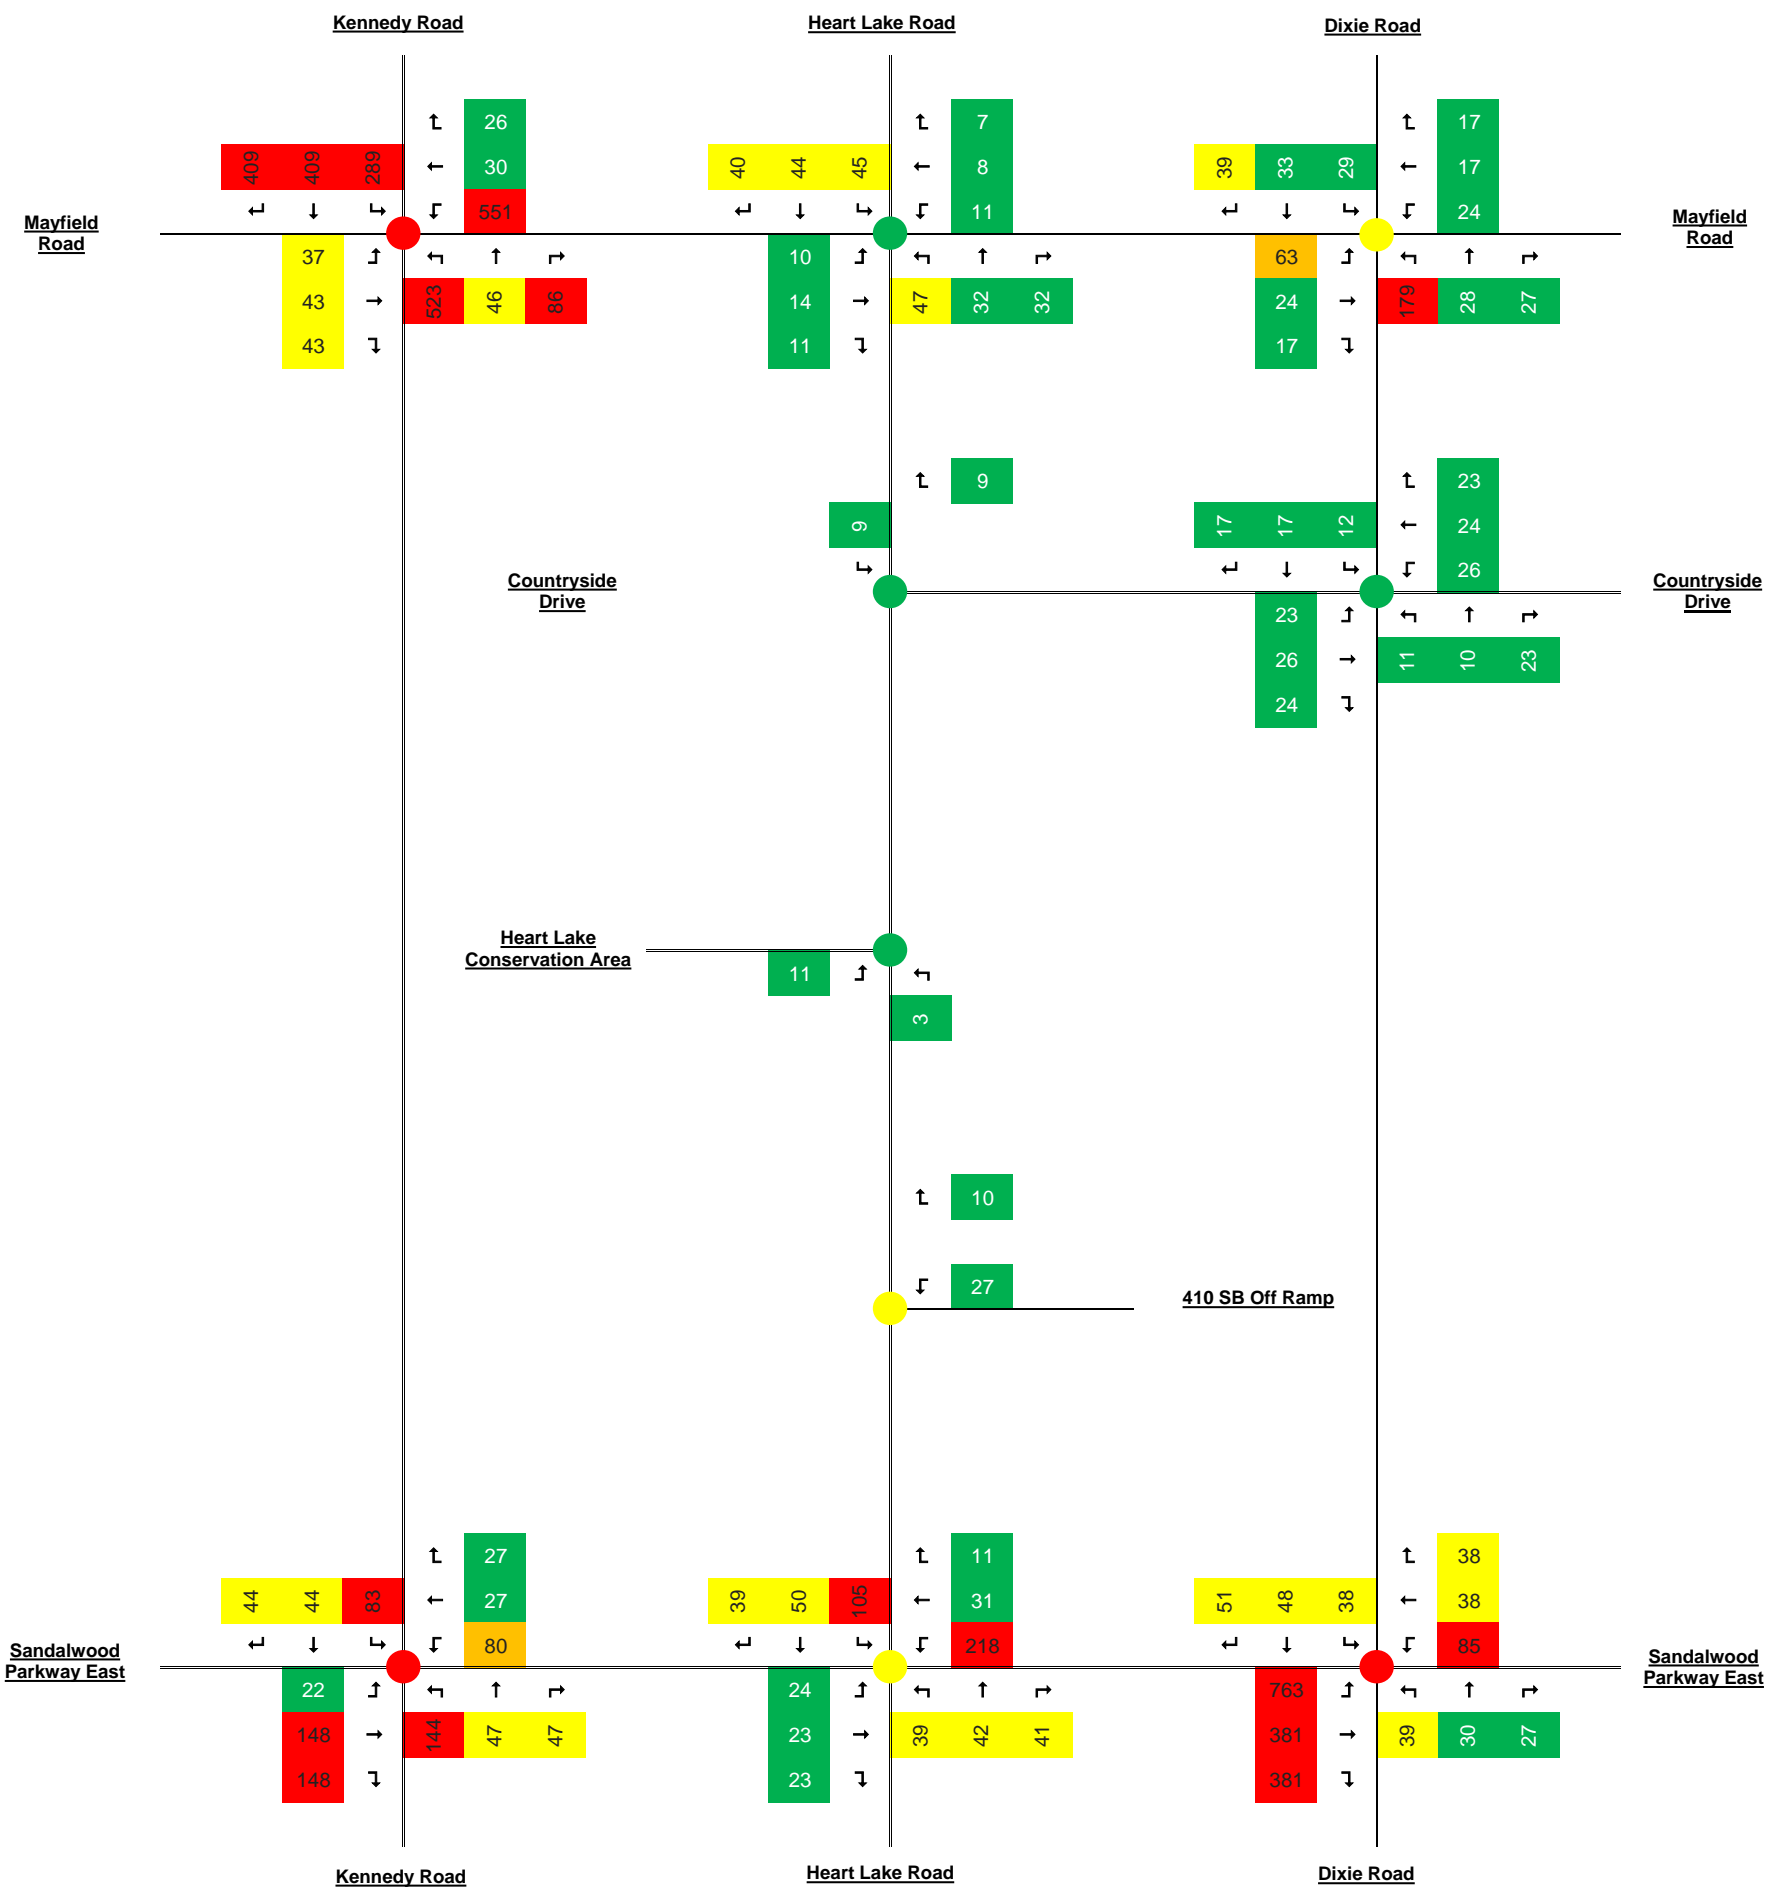 Kennedy Road
Heart Lake Road
Dixie Road
26
7
17
409 409 289
30
40 44 45
8
39 33 29
17
551
11
24
Mayfield
Road
Mayfield
Road
37
10
63
43
523 46 86
14
47 32 32
24
179 28 27
43
11
17
9
23
9
17 17 12
24
Countryside
Drive
26
Countryside
Drive
23
26
11 10 23
24
Heart Lake
Conservation Area
11
3
10
27
410 SB Off Ramp
27
11
38
44 44 83
27
39 50 105
31
51 48 38
38
80
218
85
Sandalwood
Parkway East
Sandalwood
Parkway East
22
24
763
148
144 47 47
23
39 42 41
381
39 30 27
148
23
381
Kennedy Road
Heart Lake Road
Dixie Road